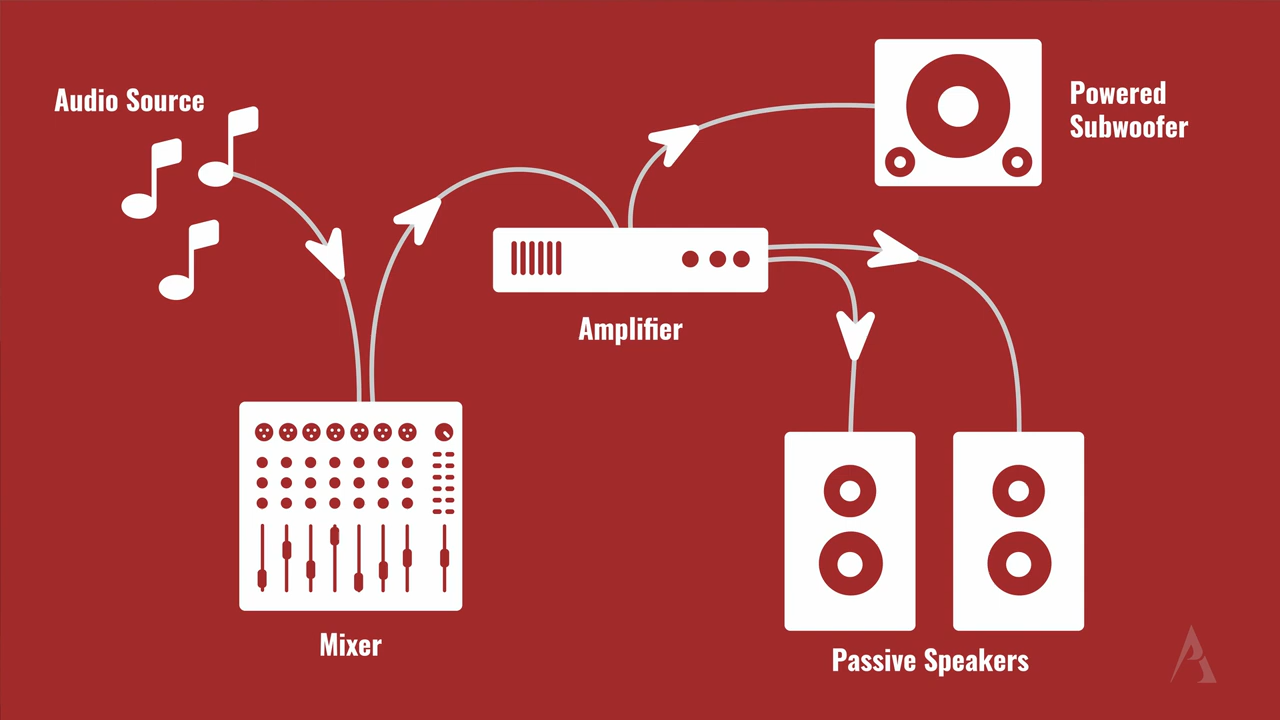 Audio Source
Powered
Subwoofer
Amplifier
Mixer
Passive Speakers